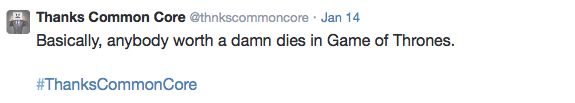 Thanks Common Core @thnkscommoncore · Jan 14
Basically, anybody worth a damn dies in Game of Thrones.
#ThanksCommonCore